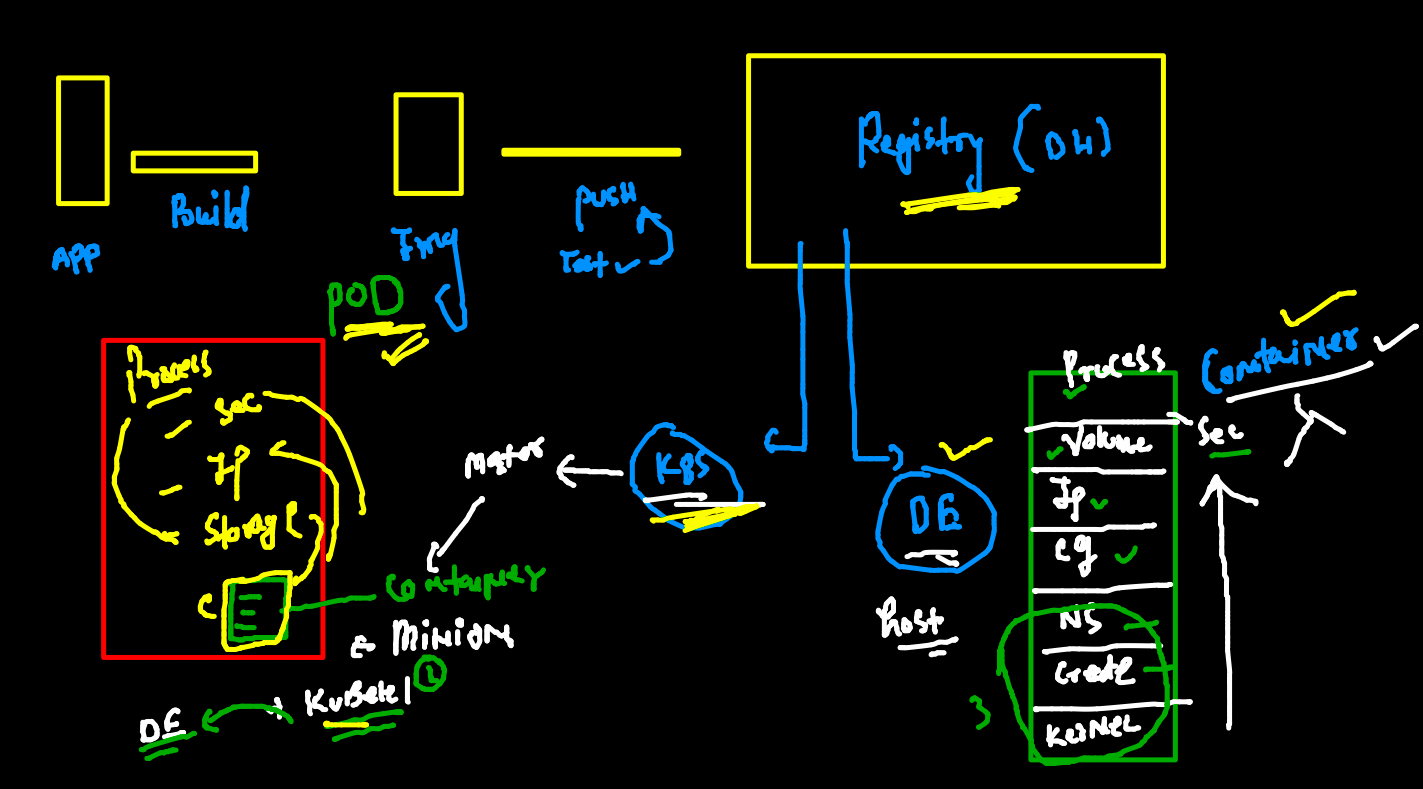 APP
Build
Img
PUSH
Test
Registry (DH)
POD
Process
Sec
IP
Storage
C
Master
K8S
DE
host
Container
MINION
Kubelet
DE
Container
Process
Volume
Sec
IP
cg
NS
Create
Kernel
3